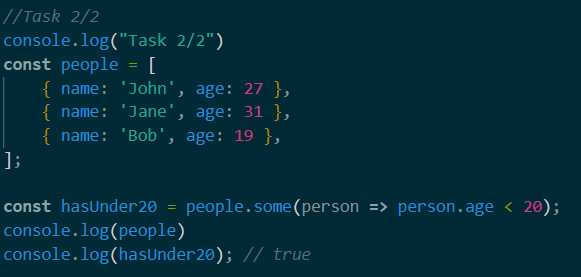 //Task 2/2
console.log("Task 2/2")
const people = [
    { name: 'John', age: 27 },
    { name: 'Jane', age: 31 },
    { name: 'Bob', age: 19 },
];

const hasUnder20 = people.some(person => person.age < 20);
console.log(people)
console.log(hasUnder20); // true